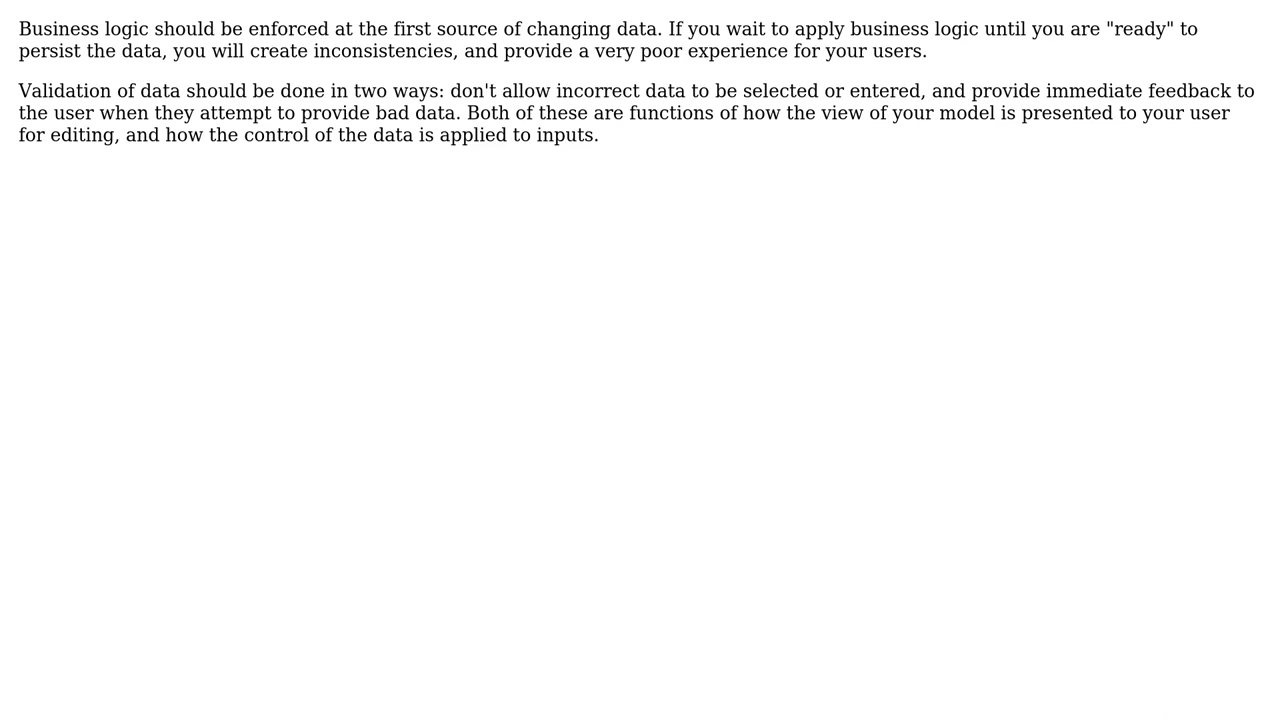 Business logic should be enforced at the first source of changing data. If you wait to apply business logic until you are "ready" to
persist the data, you will create inconsistencies, and provide a very poor experience for your users.
Validation of data should be done in two ways: don't allow incorrect data to be selected or entered, and provide immediate feedback to
the user when they attempt to provide bad data. Both of these are functions of how the view of your model is presented to your user
for editing, and how the control of the data is applied to inputs.